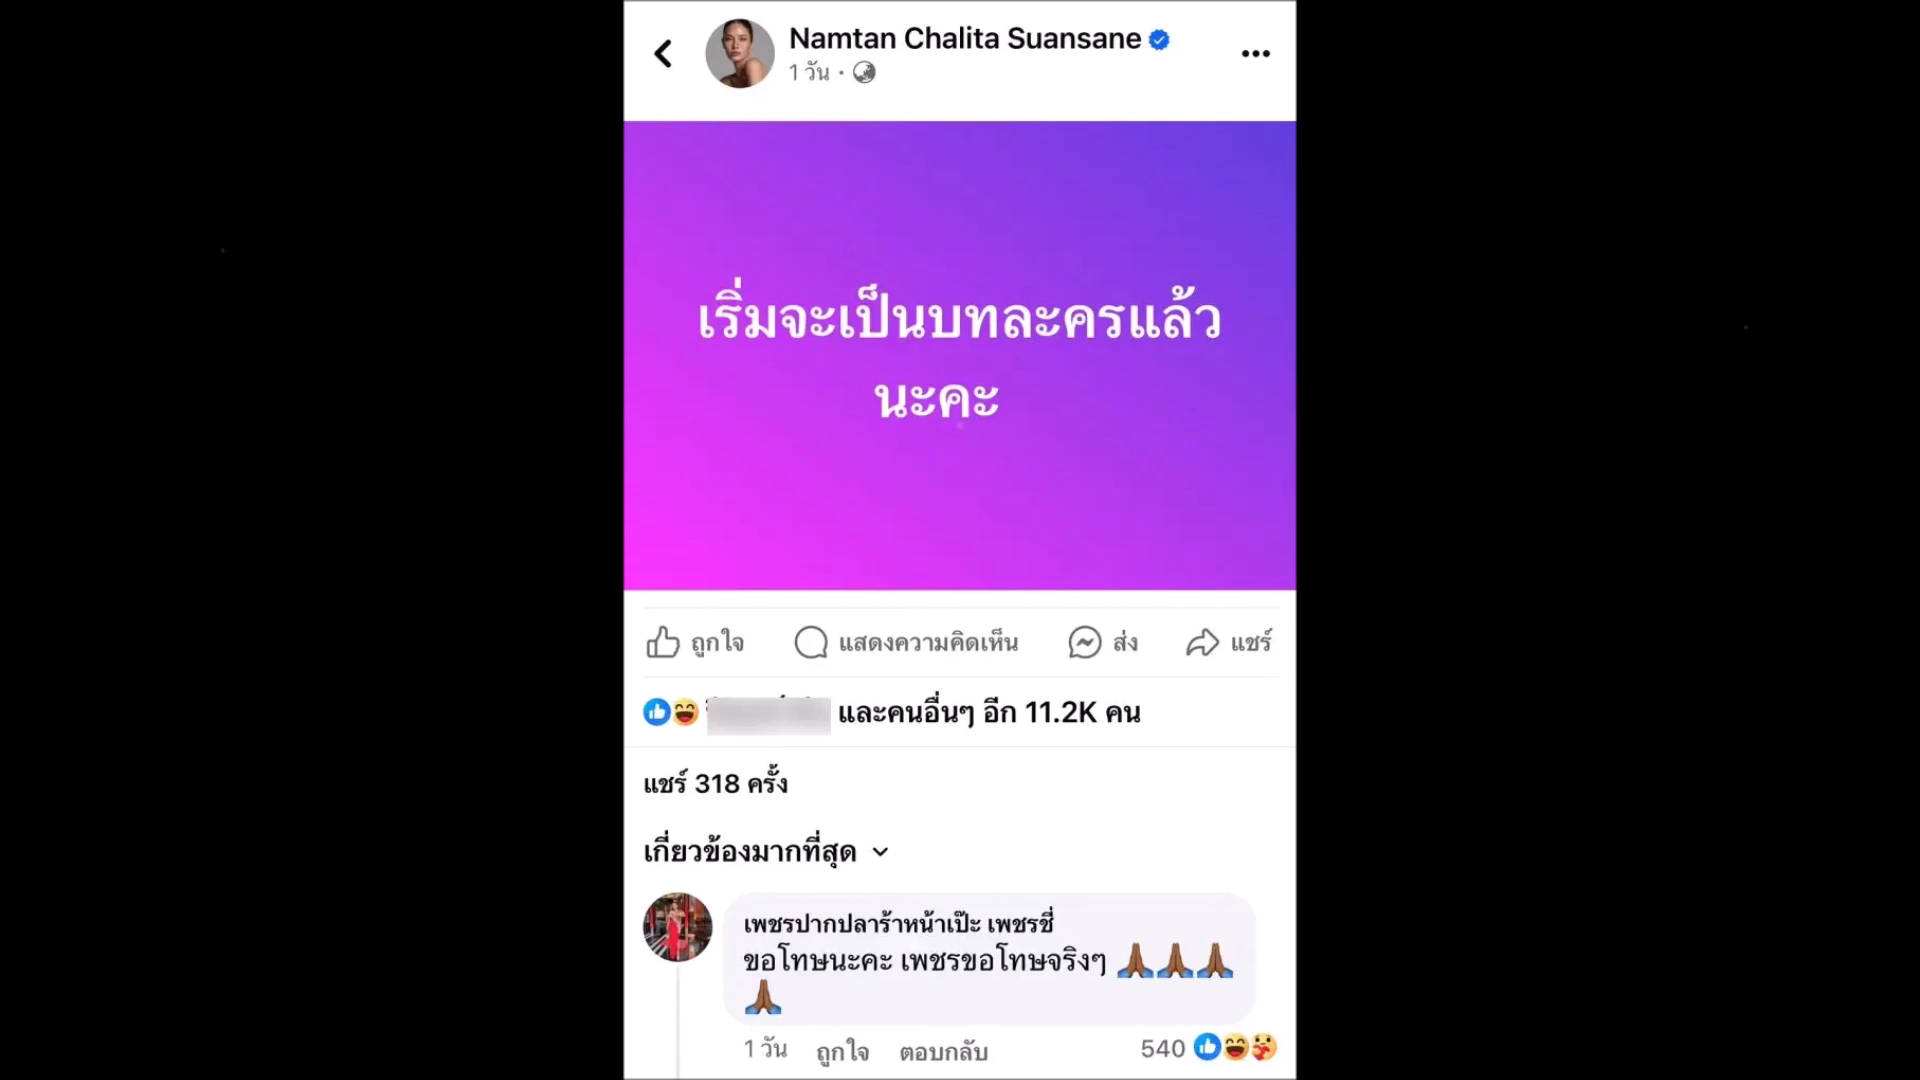 Namtan Chalita Suansane
1 วัน ·
เริ่มจะเป็นบทละครแล้ว
นะคะ
ถูกใจ แสดงความคิดเห็น ส่ง แชร์
และคนอื่นๆ อีก 11.2K คน
แชร์ 318 ครั้ง
เกี่ยวข้องมากที่สุด
เพชรปากปลาร้าหน้าเป๊ะ เพชรชี่
ขอโทษนะคะ เพชรขอโทษจริงๆ 🙏🏾🙏🏾🙏🏾
🙏🏾
1 วัน ถูกใจ ตอบกลับ 540